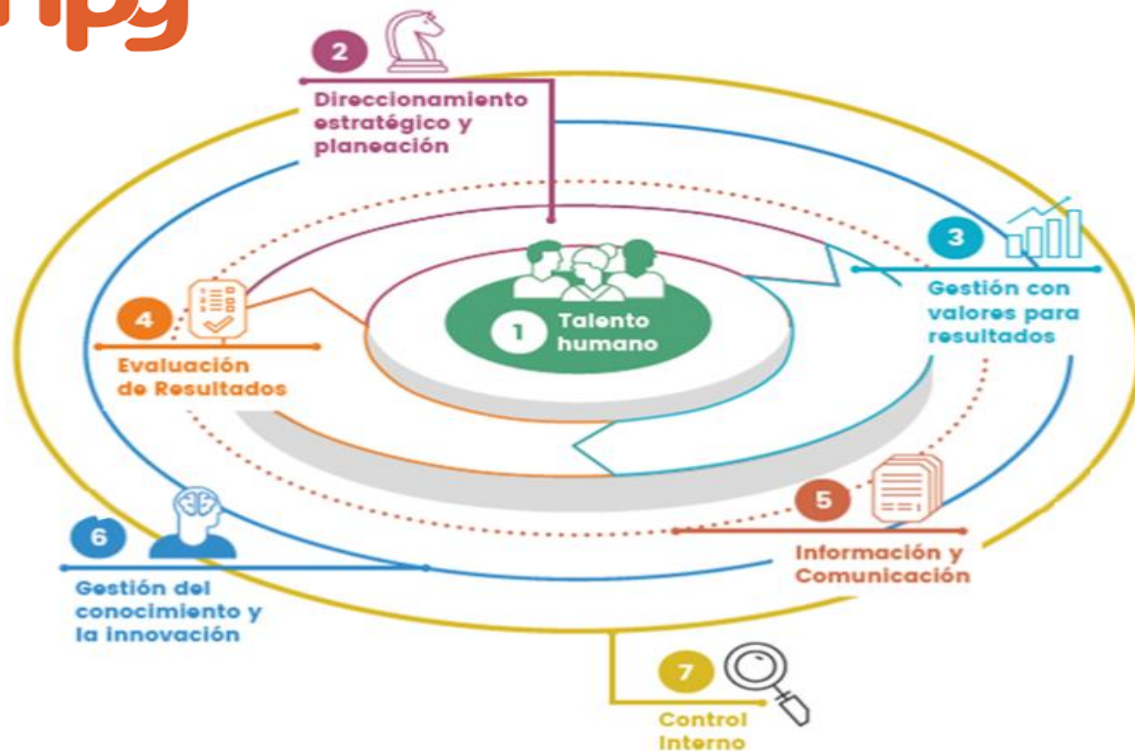 2
Direccionamiento
estratégico y
planeación
3
Gestión con
valores para
resultados
1
Talento
humano
4
Evaluación
de Resultados
5
Información y
Comunicación
6
Gestión del
conocimiento y
la innovación
7
Control
Interno